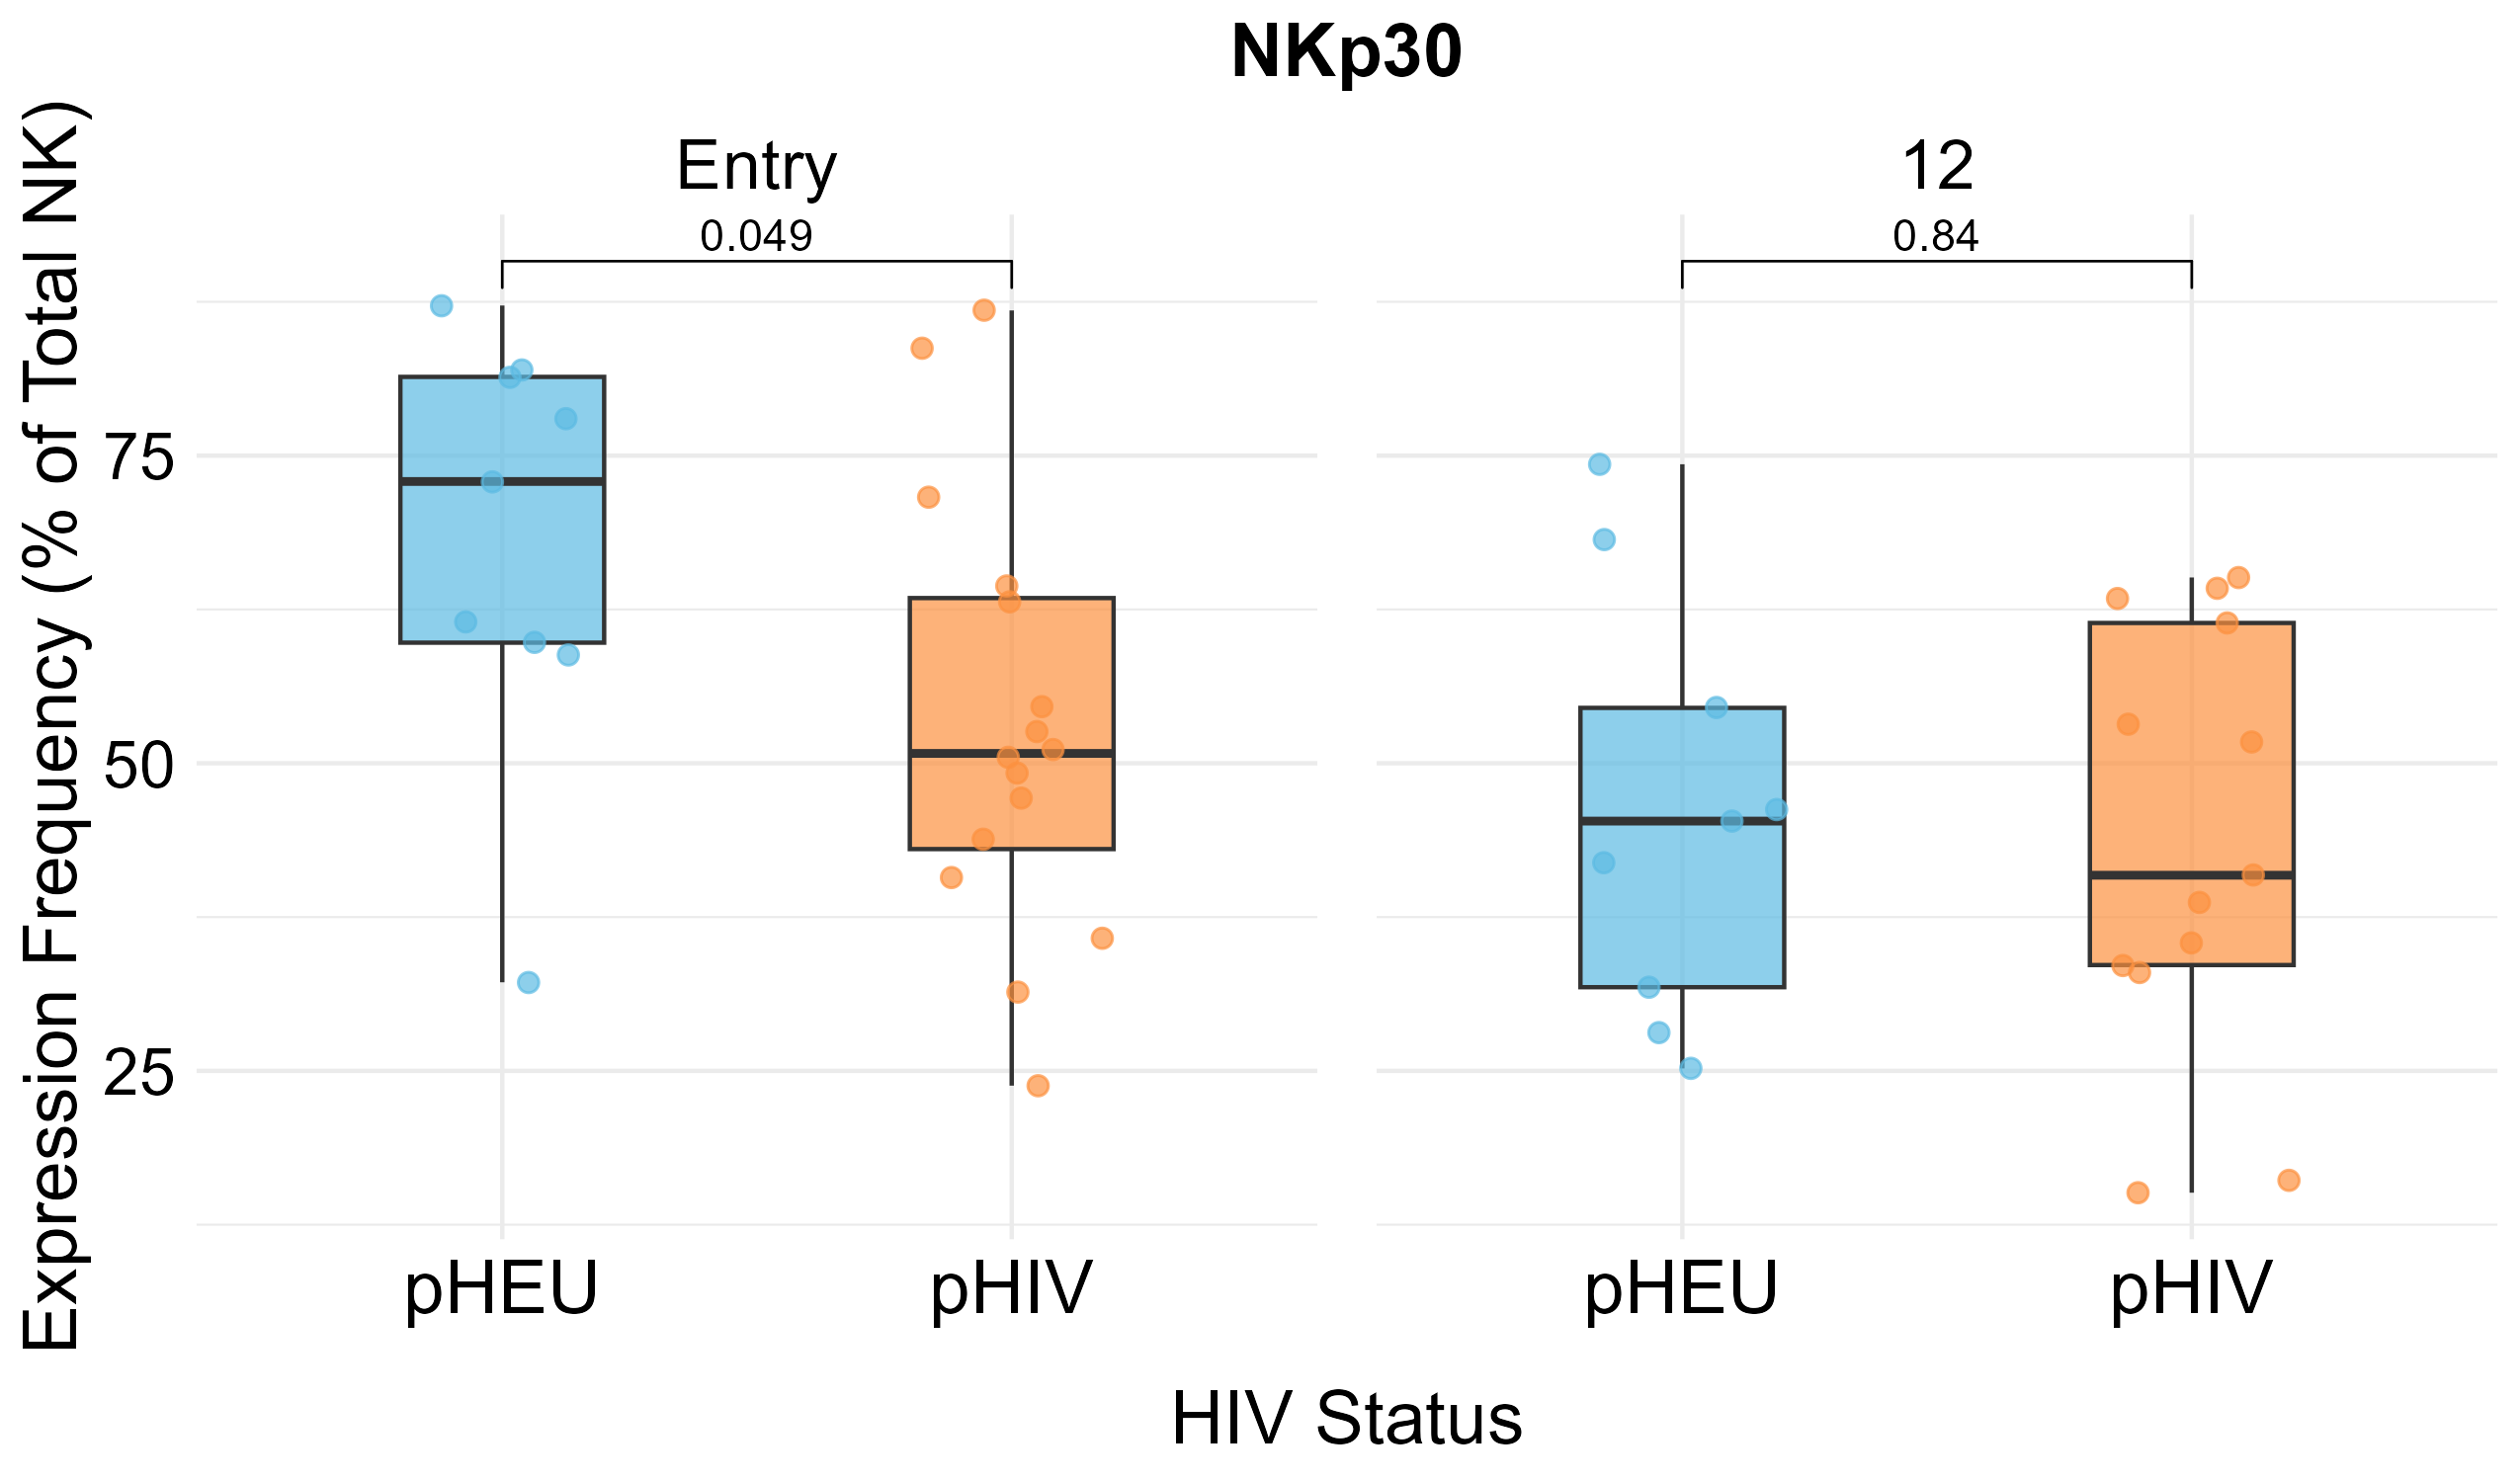 NKp30
Entry
12
0.049
0.84
Expression Frequency (% of Total NK)
75
50
25
pHEU
pHIV
pHEU
pHIV
HIV Status